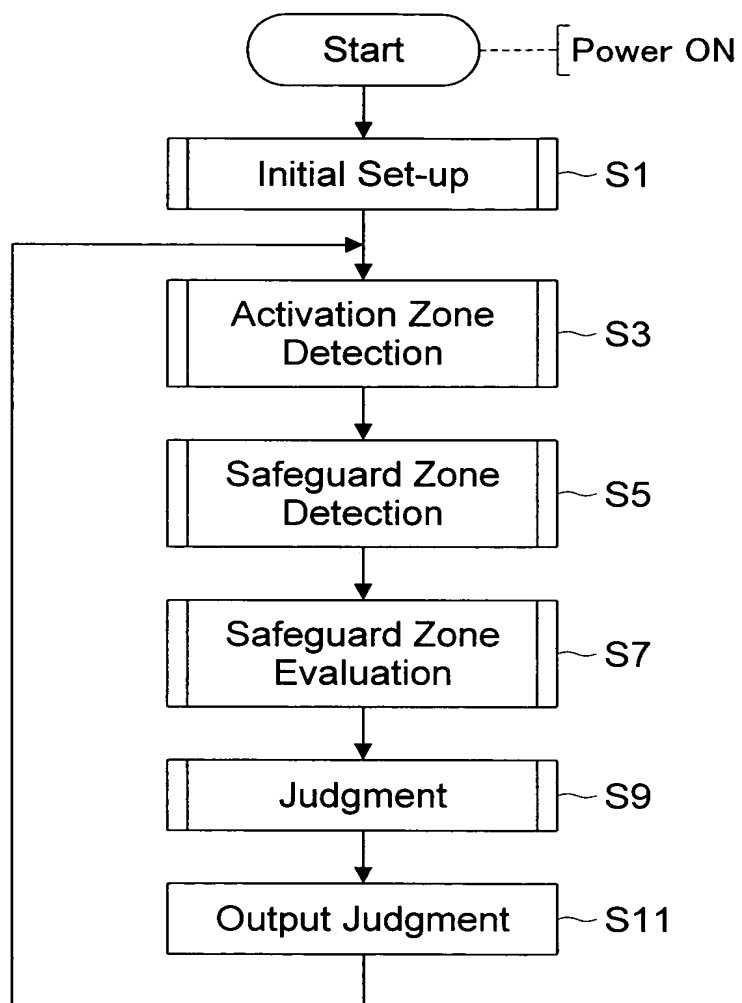 Start
Power ON
Initial Set-up
S1
Activation Zone
Detection
S3
Safeguard Zone
Detection
S5
Safeguard Zone
Evaluation
S7
Judgment
S9
Output Judgment
S11